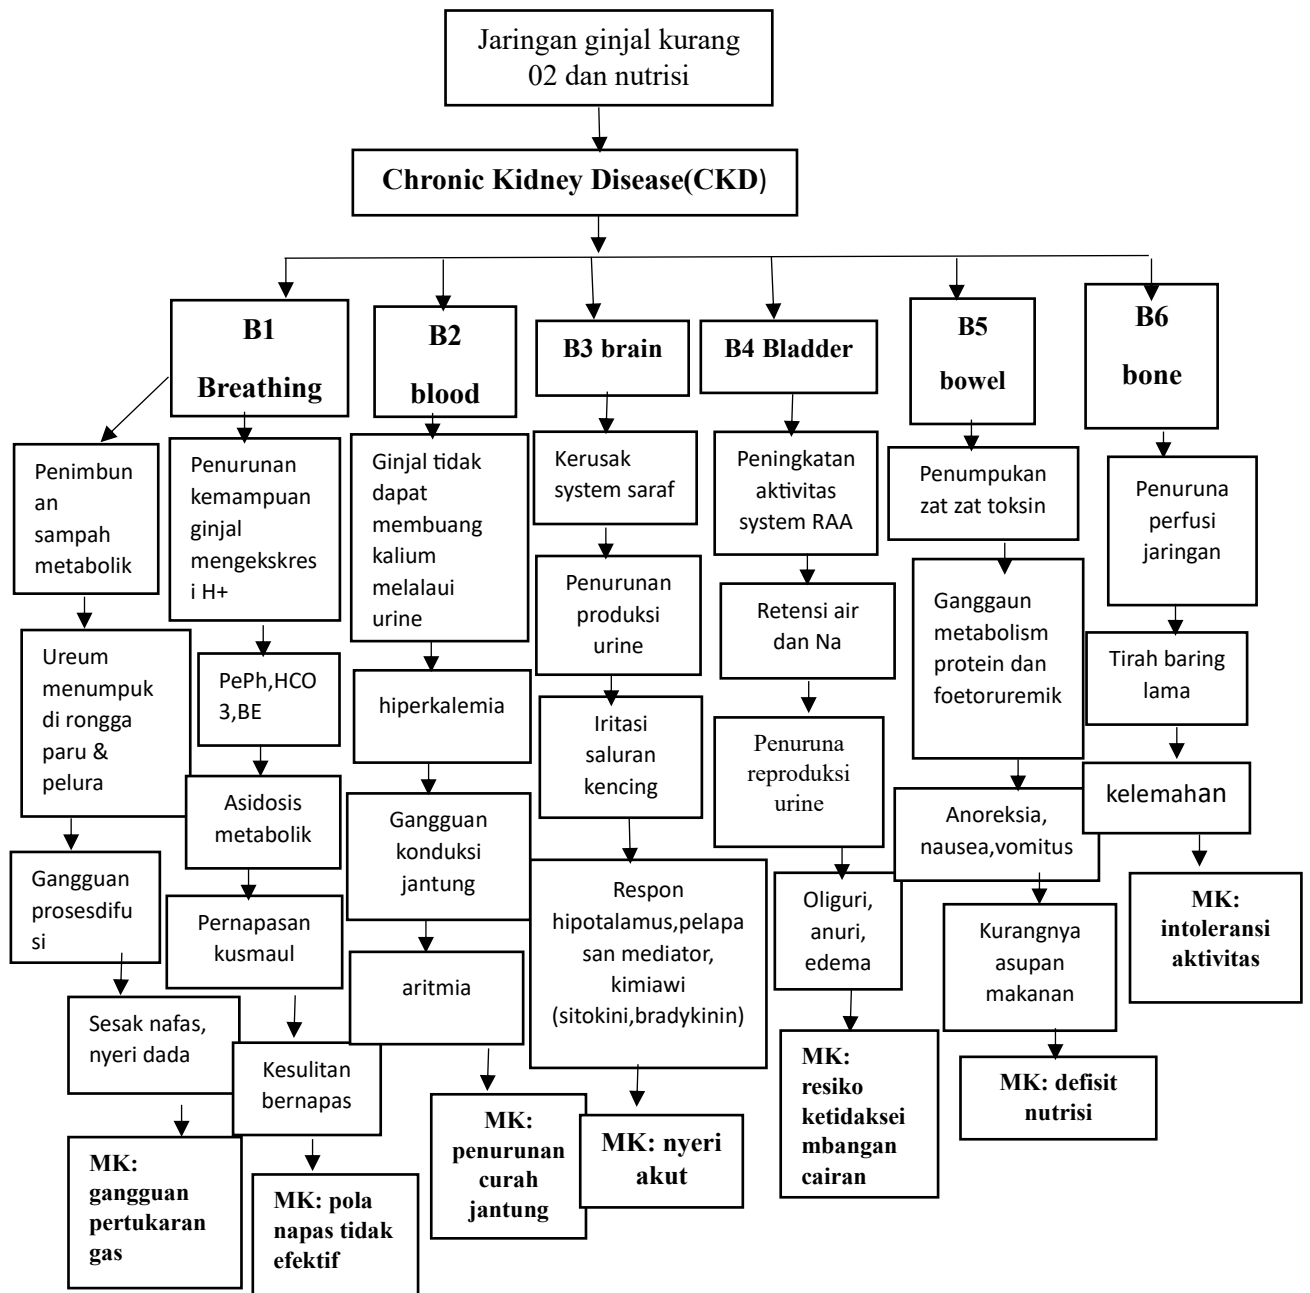 Jaringan ginjal kurang
02 dan nutrisi
Chronic Kidney Disease(CKD)
B1
Breathing
B2
blood
B3 brain
B4 Bladder
B5
bowel
B6
bone
Penimbun
an
sampah
metabolik
Ureum
menumpuk
di rongga
paru &
pelura
Gangguan
prosesdifu
si
Sesak nafas,
nyeri dada
MK:
gangguan
pertukaran
gas
Penurunan
kemampuan
ginjal
mengekskres
i H+
PePh,HCO
3,BE
Asidosis
metabolik
Pernapasan
kusmaul
Kesulitan
bernapas
MK: pola
napas tidak
efektif
Ginjal tidak
dapat
membuang
kalium
melalaui
urine
hiperkalemia
Gangguan
konduksi
jantung
aritmia
MK:
penurunan
curah
jantung
Kerusak
system saraf
Penurunan
produksi
urine
Iritasi
saluran
kencing
Respon
hipotalamus,pelapa
san mediator,
kimiawi
(sitokini,bradykinin)
MK: nyeri
akut
Peningkatan
aktivitas
system RAA
Retensi air
dan Na
Penuruna
reproduksi
urine
Oliguri,
anuri,
edema
MK:
resiko
ketidaksei
mbangan
cairan
Penumpukan
zat zat toksin
Ganggaun
metabolism
protein dan
foetoruremik
Anoreksia,
nausea,vomitus
Kurangnya
asupan
makanan
MK: defisit
nutrisi
Penuruna
perfusi
jaringan
Tirah baring
lama
kelemahan
MK:
intoleransi
aktivitas